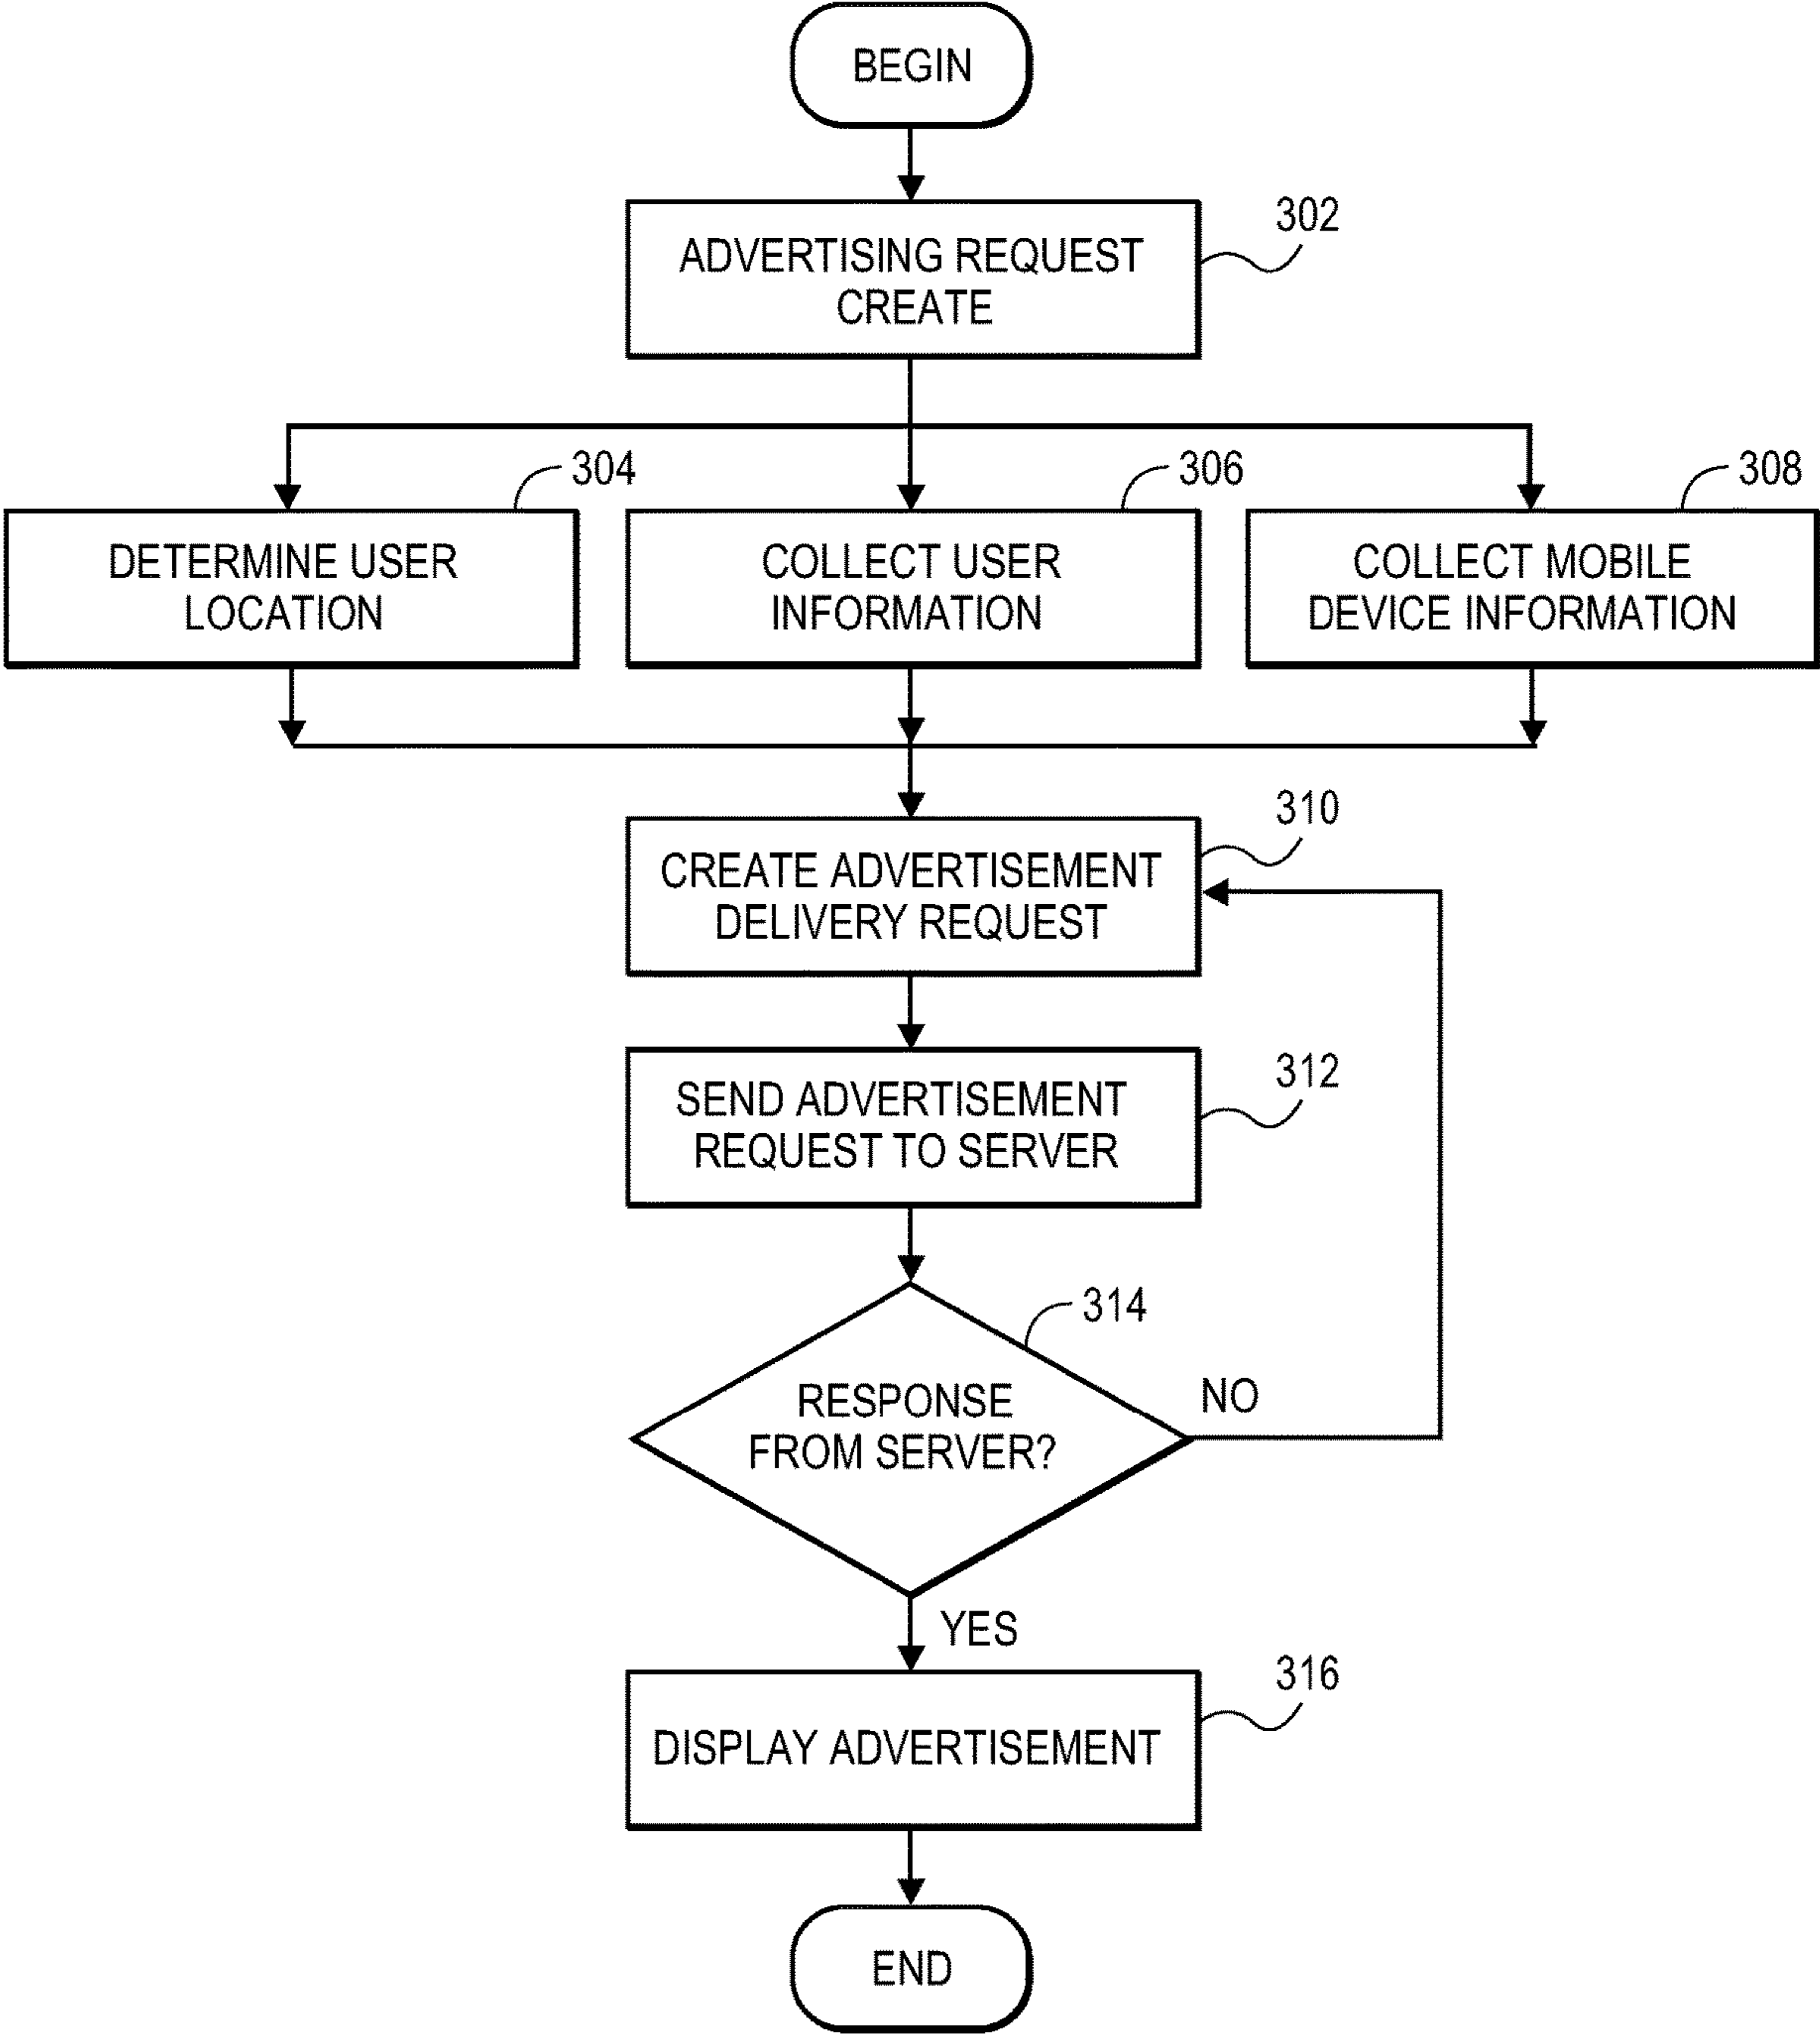 BEGIN
302
ADVERTISING REQUEST
CREATE
304
306
308
DETERMINE USER
LOCATION
COLLECT USER
INFORMATION
COLLECT MOBILE
DEVICE INFORMATION
310
CREATE ADVERTISEMENT
DELIVERY REQUEST
312
SEND ADVERTISEMENT
REQUEST TO SERVER
314
RESPONSE
FROM SERVER?
NO
YES
316
DISPLAY ADVERTISEMENT
END